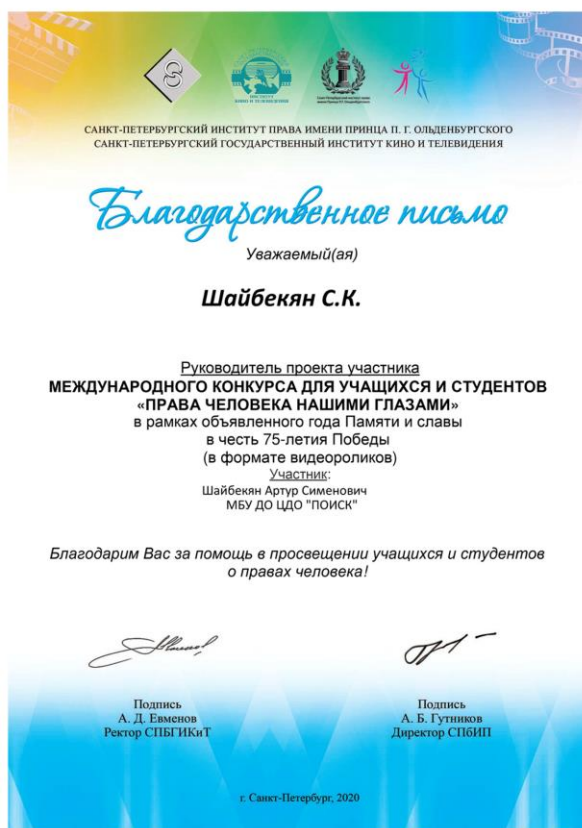 САНКТ-ПЕТЕРБУРГСКИЙ ИНСТИТУТ ПРАВА ИМЕНИ ПРИНЦА П. Г. ОЛЬДЕНБУРГСКОГО
САНКТ-ПЕТЕРБУРГСКИЙ ГОСУДАРСТВЕННЫЙ ИНСТИТУТ КИНО И ТЕЛЕВИДЕНИЯ
Благодарственное письмо
Уважаемый(ая)
Шайбекян С.К.
Руководитель проекта участника
МЕЖДУНАРОДНОГО КОНКУРСА ДЛЯ УЧАЩИХСЯ И СТУДЕНТОВ
«ПРАВА ЧЕЛОВЕКА НАШИМИ ГЛАЗАМИ»
в рамках объявленного года Памяти и славы
в честь 75-летия Победы
(в формате видеороликов)
Участник:
Шайбекян Артур Сименович
МБУ ДО ЦДО "ПОИСК"
Благодарим Вас за помощь в просвещении учащихся и студентов
о правах человека!
Подпись
А. Д. Евменов
Ректор СПБГИКиТ
Подпись
А. Б. Гутников
Директор СПбИП
г. Санкт-Петербург, 2020